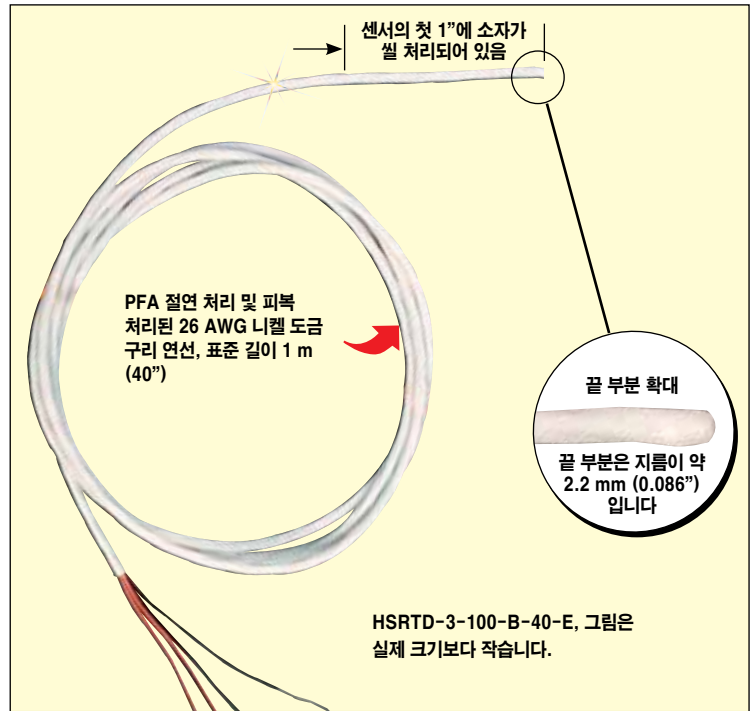 센서의 첫 1”에 소자가
씰 처리되어 있음
PFA 절연 처리 및 피복
처리된 26 AWG 니켈 도금
구리 연선, 표준 길이 1 m
(40”)
끝 부분 확대
끝 부분은 지름이 약
2.2 mm (0.086”)
입니다
HSRTD-3-100-B-40-E, 그림은
실제 크기보다 작습니다.